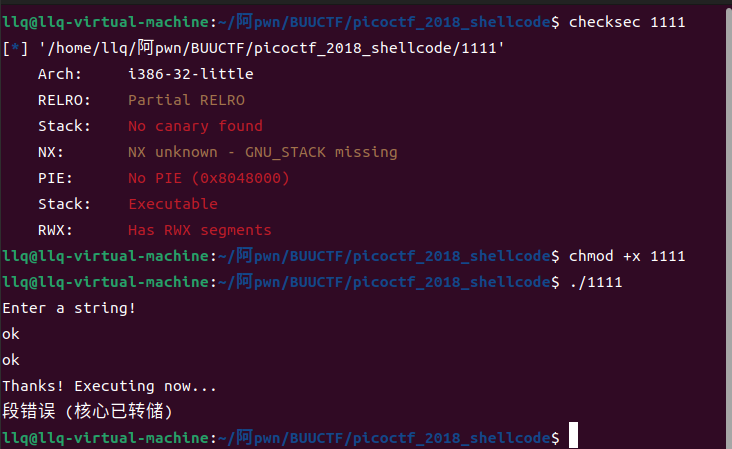 llq@llq-virtual-machine:~/阿pwn/BUUCTF/picoctf_2018_shellcode$ checksec 1111
[*] '/home/llq/阿pwn/BUUCTF/picoctf_2018_shellcode/1111'
    Arch:     i386-32-little
    RELRO:    Partial RELRO
    Stack:    No canary found
    NX:       NX unknown - GNU_STACK missing
    PIE:      No PIE (0x8048000)
    Stack:    Executable
    RWX:      Has RWX segments
llq@llq-virtual-machine:~/阿pwn/BUUCTF/picoctf_2018_shellcode$ chmod +x 1111
llq@llq-virtual-machine:~/阿pwn/BUUCTF/picoctf_2018_shellcode$ ./1111
Enter a string!
ok
ok
Thanks! Executing now...
段错误 (核心已转储)
llq@llq-virtual-machine:~/阿pwn/BUUCTF/picoctf_2018_shellcode$